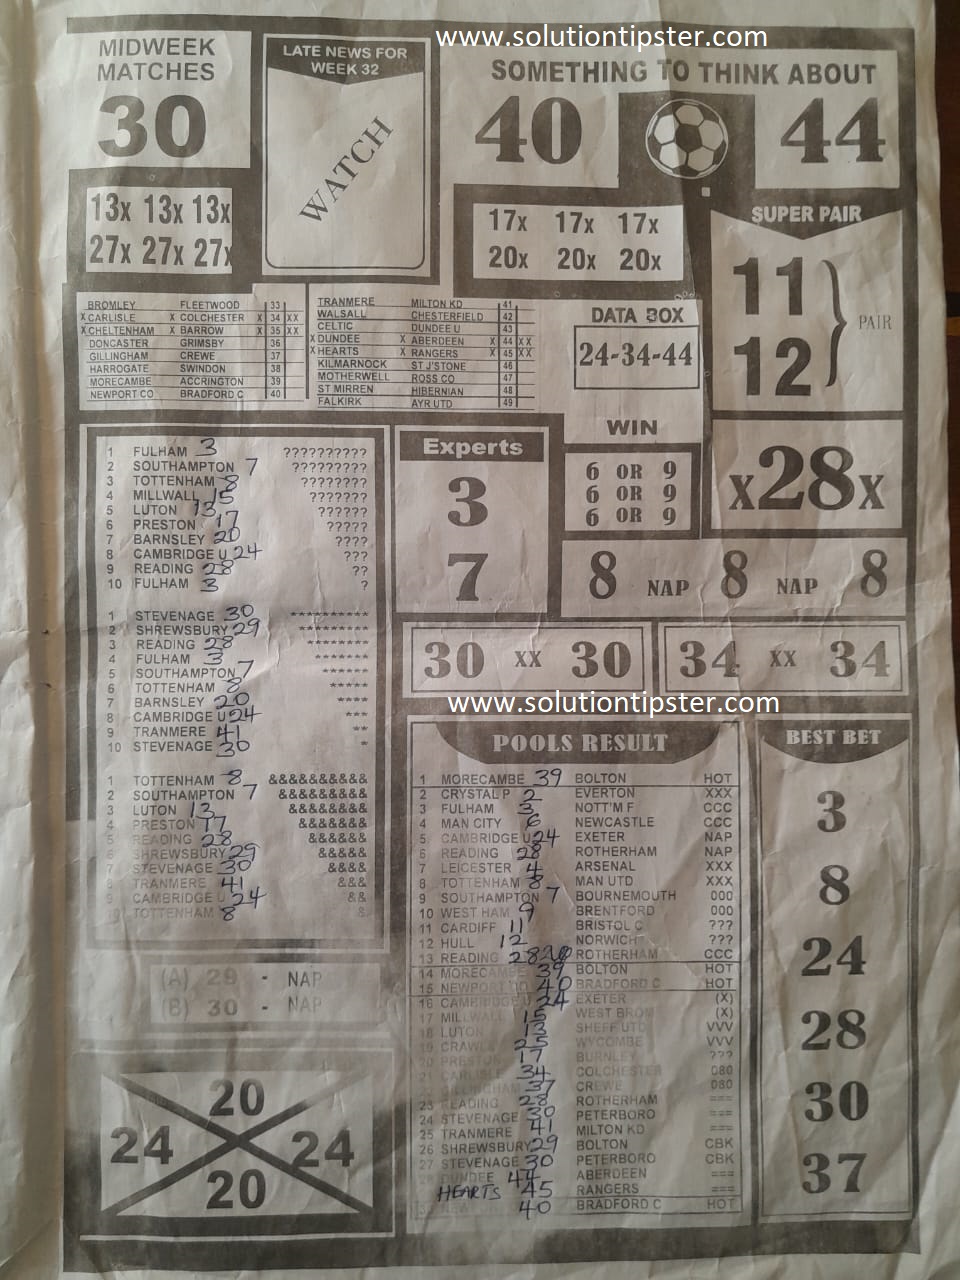 www.solutiontipster.com
MIDWEEK
MATCHES
30
13x 13x 13x
27x 27x 27x
LATE NEWS FOR
WEEK 32
WATCH
SOMETHING TO THINK ABOUT
40 44
17x 17x 17x
20x 20x 20x
SUPER PAIR
11
12
PAIR
BROMLEY FLEETWOOD 33
X CARLISLE X COLCHESTER X 34 XX
X CHELTENHAM X BARROW X 35 XX
DONCASTER GRIMSBY 36
GILLINGHAM CREWE 37
HARROGATE SWINDON 38
MORECAMBE ACCRINGTON 39
NEWPORT CO BRADFORD C 40
TRANMERE MILTON KD 41
WALSALL CHESTERFIELD 42
CELTIC DUNDEE U 43
X DUNDEE X ABERDEEN X 44 XX
X HEARTS X RANGERS X 45 XX
KILMARNOCK ST J'STONE 46
MOTHERWELL ROSS CO 47
ST MIRREN HIBERNIAN 48
FALKIRK AYR UTD 49
DATA BOX
24-34-44
WIN
6 OR 9
6 OR 9
6 OR 9
X28X
1 FULHAM 3 ??????????
2 SOUTHAMPTON 7 ?????????
3 TOTTENHAM 8 ????????
4 MILLWALL 15 ???????
5 LUTON 13 ??????
6 PRESTON 17 ?????
7 BARNSLEY 20 ????
8 CAMBRIDGE U 24 ???
9 READING 28 ??
10 FULHAM 3 ?
1 STEVENAGE 30 **********
2 SHREWSBURY 29 *********
3 READING 28 ********
4 FULHAM 3 *******
5 SOUTHAMPTON 7 ******
6 TOTTENHAM 8 *****
7 BARNSLEY 20 ****
8 CAMBRIDGE U 24 ***
9 TRANMERE 41 **
10 STEVENAGE 30 *
1 TOTTENHAM 8 &&&&&&&&&&
2 SOUTHAMPTON 7 &&&&&&&&&
3 LUTON 13 &&&&&&&&
4 PRESTON 17 &&&&&&&
5 READING 28 &&&&&&
6 SHREWSBURY 29 &&&&&
7 STEVENAGE 30 &&&&
8 TRANMERE 41 &&&
9 CAMBRIDGE U 24 &&
10 TOTTENHAM 8 &
Experts
3
7
8 NAP 8 NAP 8
30 XX 30
34 XX 34
www.solutiontipster.com
(A) 29 - NAP
(B) 30 - NAP
20
24 24
20
POOLS RESULT
1 MORECAMBE 39 BOLTON HOT
2 CRYSTAL P 2 EVERTON XXX
3 FULHAM 3 NOTT'M F CCC
4 MAN CITY 6 NEWCASTLE CCC
5 CAMBRIDGE U 24 EXETER NAP
6 READING 28 ROTHERHAM NAP
7 LEICESTER 4 ARSENAL XXX
8 TOTTENHAM 8 MAN UTD XXX
9 SOUTHAMPTON 7 BOURNEMOUTH 000
10 WEST HAM 9 BRENTFORD 000
11 CARDIFF 11 BRISTOL C ???
12 HULL 12 NORWICH ???
13 READING 28 ROTHERHAM CCC
14 MORECAMBE 39 BOLTON HOT
15 NEWPORT CO 40 BRADFORD C HOT
16 CAMBRIDGE U 24 EXETER (X)
17 MILLWALL 15 WEST BROM (X)
18 LUTON 13 SHEFF UTD VVV
19 CRAWLEY 25 WYCOMBE VVV
20 PRESTON 17 BURNLEY ???
21 CARLISLE 34 COLCHESTER 080
GILLINGHAM 37 CREWE 080
23 READING 28 ROTHERHAM ===
24 STEVENAGE 30 PETERBORO ===
25 TRANMERE 41 MILTON KD ===
26 SHREWSBURY 29 BOLTON CBK
27 STEVENAGE 30 PETERBORO CBK
28 DUNDEE 44 ABERDEEN ===
HEARTS 45 RANGERS ===
40 BRADFORD C HOT
BEST BET
3
8
24
28
30
37